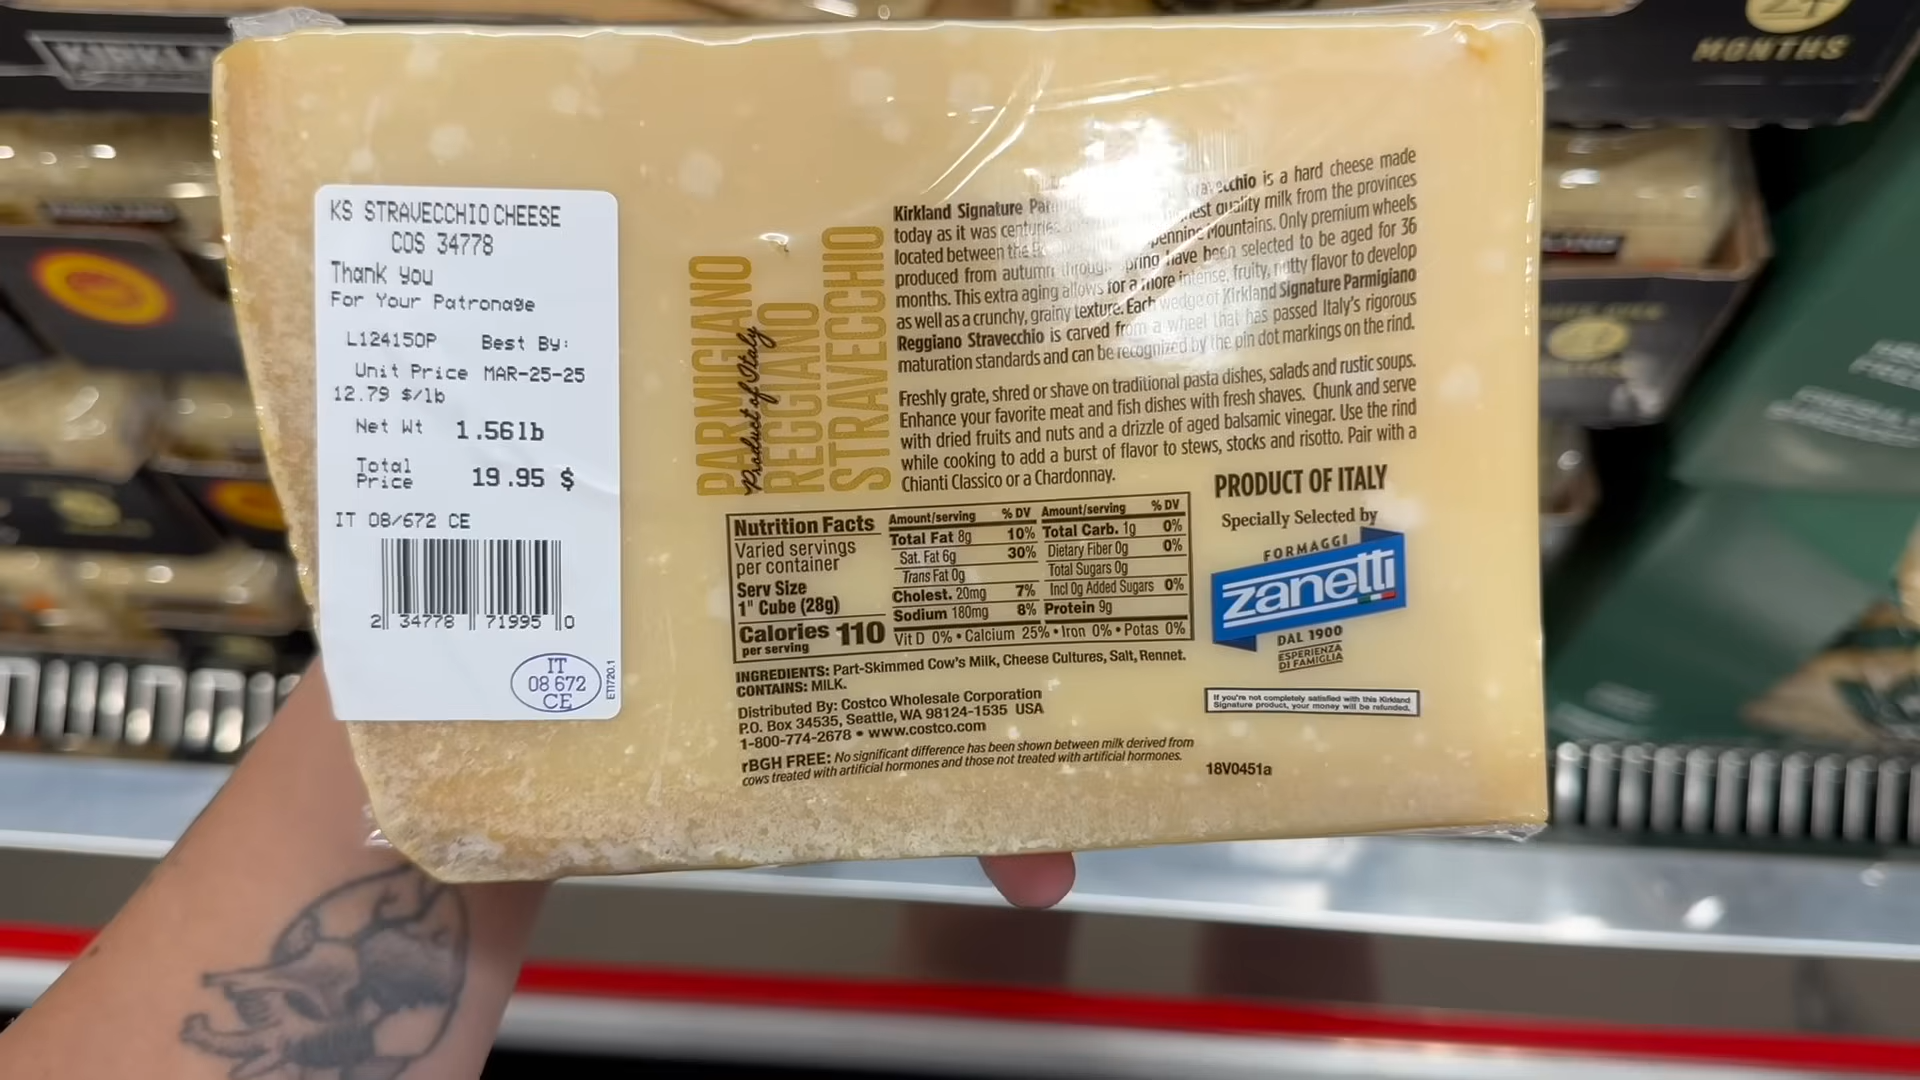 KIRKL
24
MONTHS
KS STRAVECCHIO CHEESE
COS 34778
Thank you
For Your Patronage
L124150P Best By:
Unit Price MAR-25-25
12.79 $/lb
Net Wt 1.56lb
Total
Price 19.95 $
IT 08/672 CE
2 34778 71995 0
IT
08 672
CE
ET1720.1
PARMIGIANO
Product of Italy
REGGIANO
STRAVECCHIO
Kirkland Signature is a hard cheese made
today as it was centuries quality milk from the provinces
located between the Mountains. Only premium wheels
produced from autumn through spring have been selected to be aged for 36
months. This extra aging allows for a more intense, fruity, nutty flavor to develop
as well as a crunchy, grainy texture. Each wedge of Kirkland Signature Parmigiano
Reggiano Stravecchio is carved from a wheel that has passed Italy's rigorous
maturation standards and can be recognized by the pin dot markings on the rind.
Freshly grate, shred or shave on traditional pasta dishes, salads and rustic soups.
Enhance your favorite meat and fish dishes with fresh shaves. Chunk and serve
with dried fruits and nuts and a drizzle of aged balsamic vinegar. Use the rind
while cooking to add a burst of flavor to stews, stocks and risotto. Pair with a
Chianti Classico or a Chardonnay.
Nutrition Facts
Varied servings
per container
Serv Size
1" Cube (28g)
Calories 110
per serving
Amount/serving % DV
Total Fat 8g 10%
Sat. Fat 6g 30%
Trans Fat 0g
Cholest. 20mg 7%
Sodium 180mg 8%
Amount/serving % DV
Total Carb. 1g 0%
Dietary Fiber 0g 0%
Total Sugars 0g
Incl 0g Added Sugars 0%
Protein 9g
Vit D 0% • Calcium 25% • Iron 0% • Potas 0%
INGREDIENTS: Part-Skimmed Cow's Milk, Cheese Cultures, Salt, Rennet.
CONTAINS: MILK.
Distributed By: Costco Wholesale Corporation
P.O. Box 34535, Seattle, WA 98124-1535 USA
1-800-774-2678 • www.costco.com
rBGH FREE: No significant difference has been shown between milk derived from
cows treated with artificial hormones and those not treated with artificial hormones.
PRODUCT OF ITALY
Specially Selected by
FORMAGGI
zanetti
DAL 1900
ESPERIENZA
DI FAMIGLIA
If you're not completely satisfied with this Kirkland
Signature product, your money will be refunded.
18V0451a